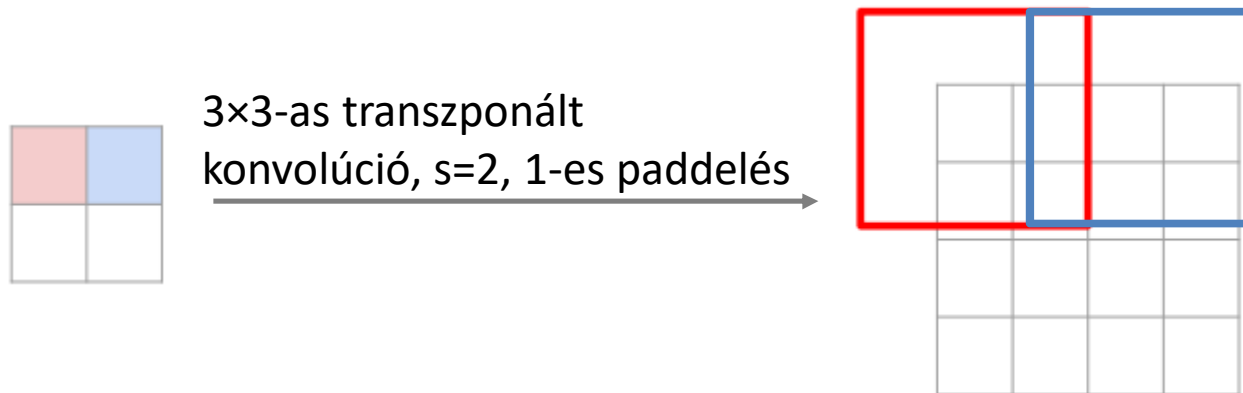 3×3-as transzponált
konvolúció, s=2, 1-es paddelés